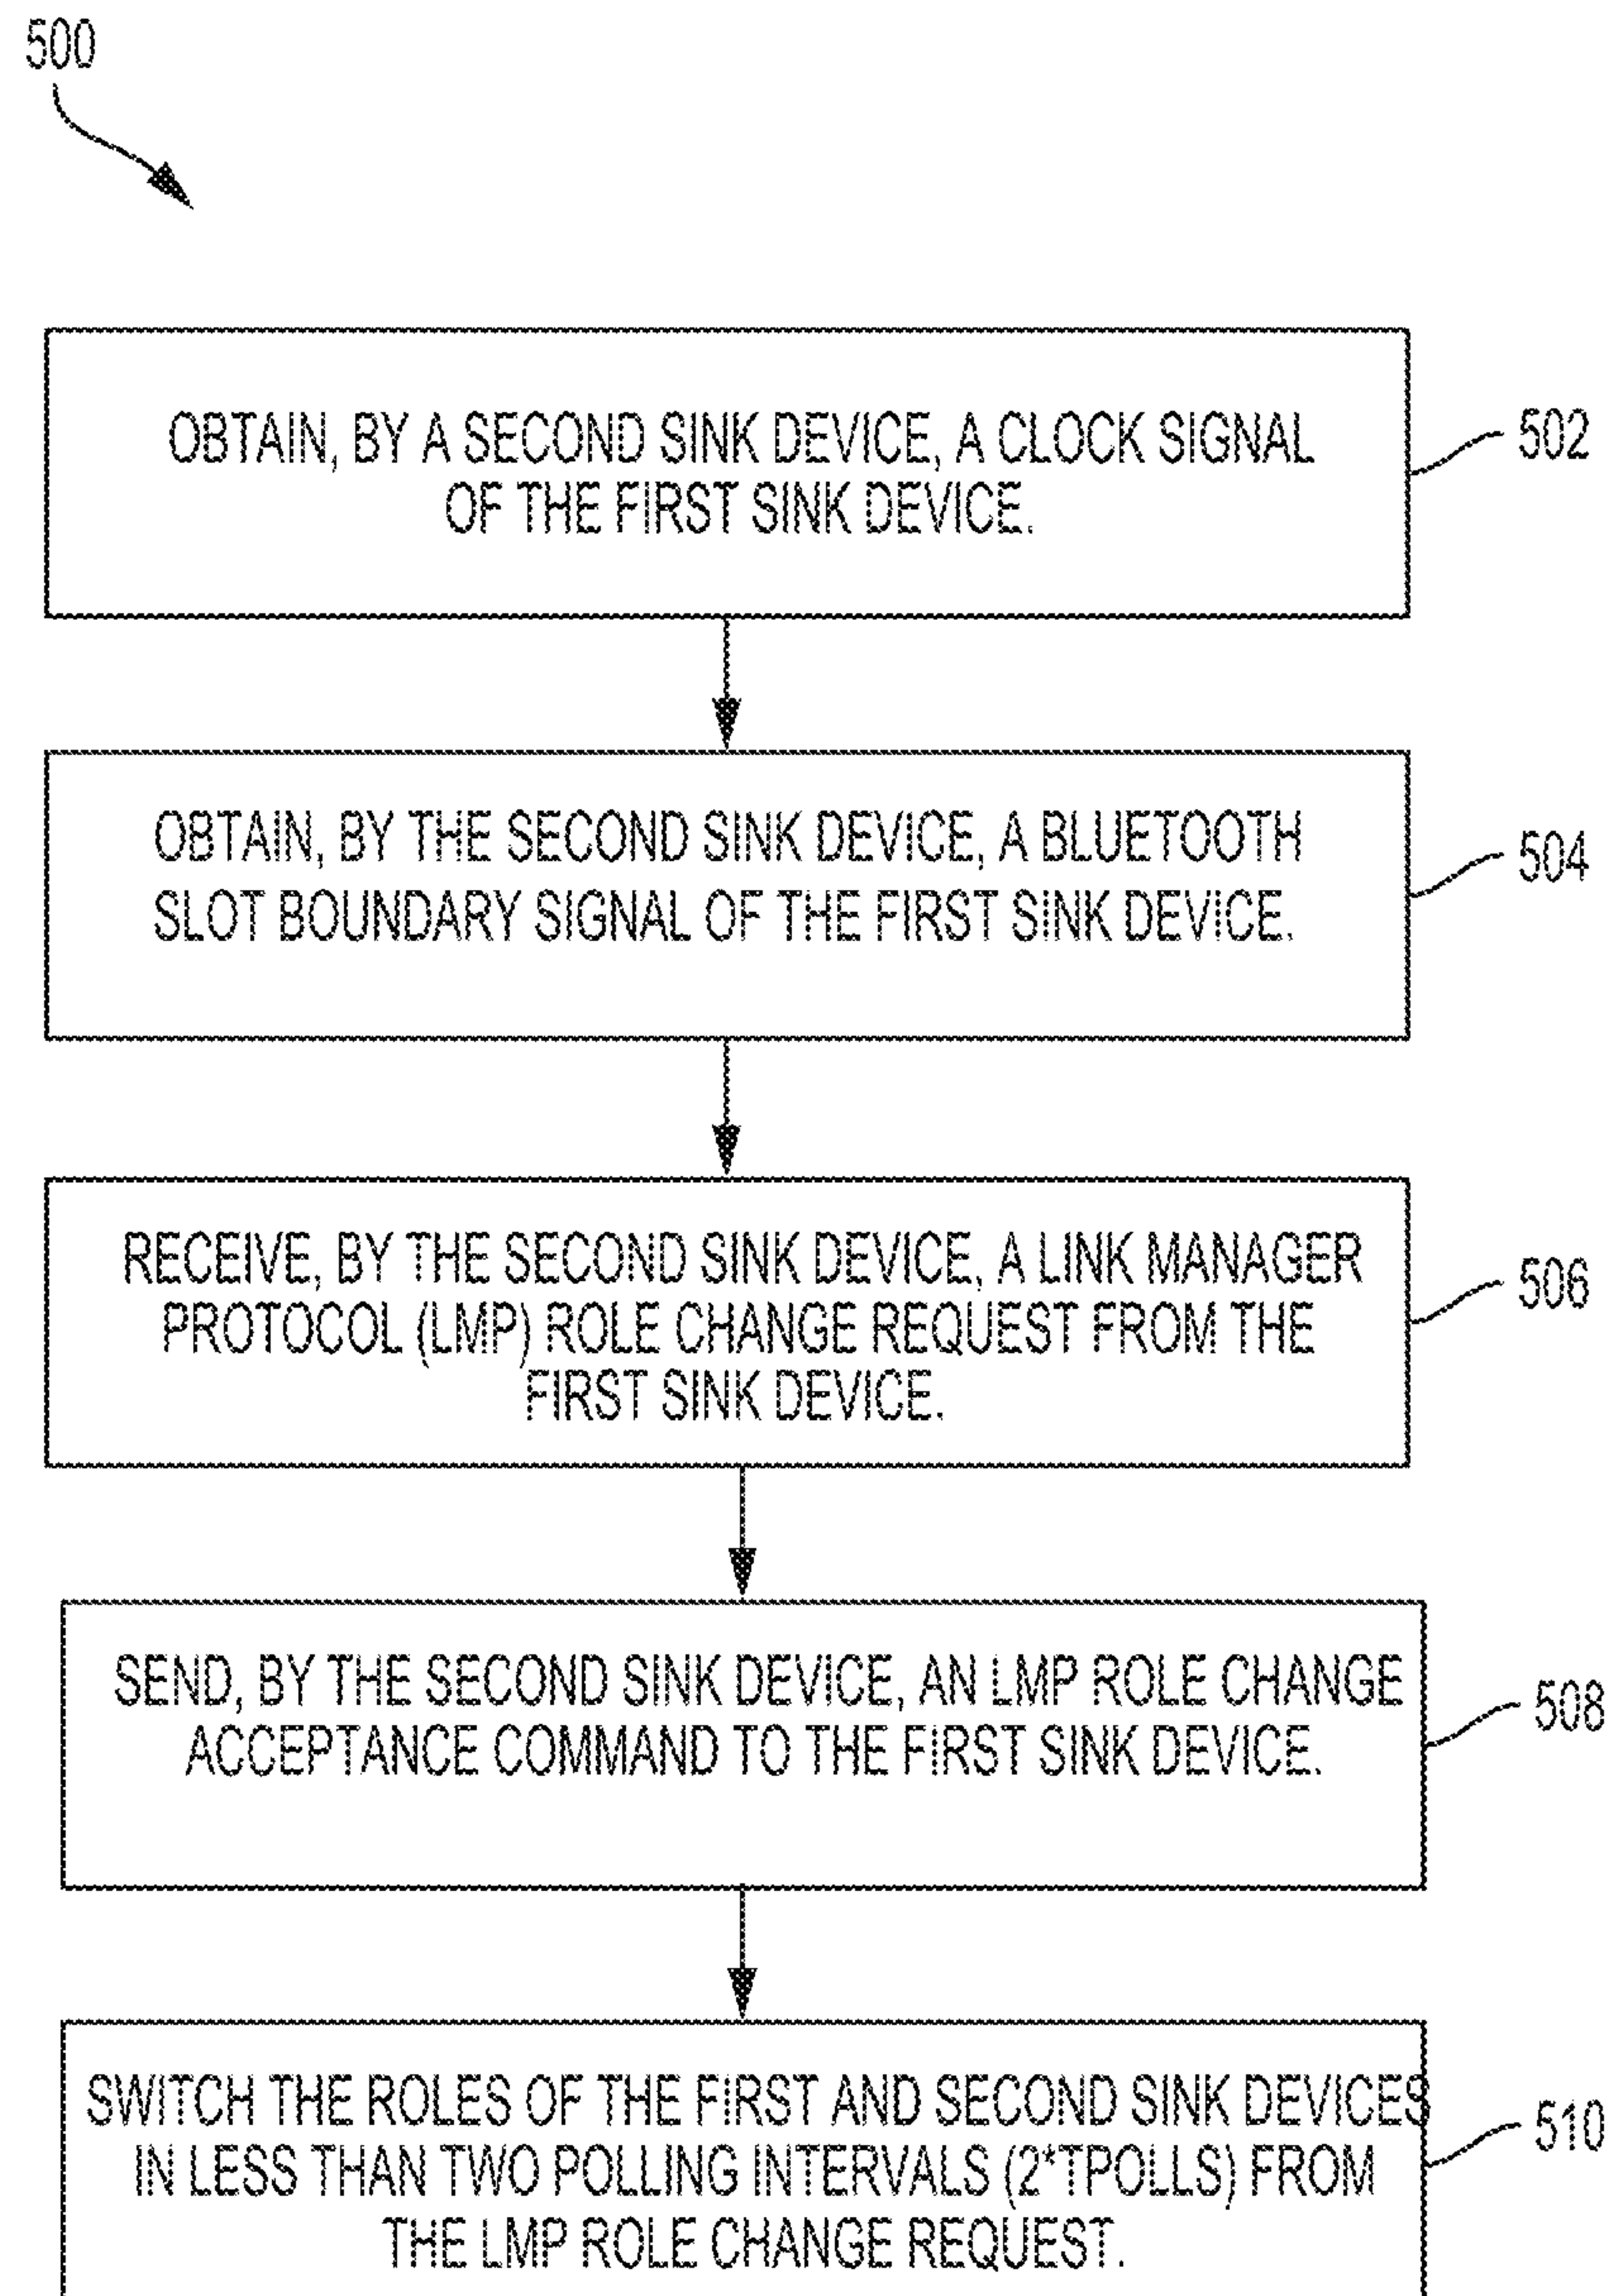 500
OBTAIN, BY A SECOND SINK DEVICE, A CLOCK SIGNAL
OF THE FIRST SINK DEVICE.
502
OBTAIN, BY THE SECOND SINK DEVICE, A BLUETOOTH
SLOT BOUNDARY SIGNAL OF THE FIRST SINK DEVICE.
504
RECEIVE, BY THE SECOND SINK DEVICE, A LINK MANAGER
PROTOCOL (LMP) ROLE CHANGE REQUEST FROM THE
FIRST SINK DEVICE.
506
SEND, BY THE SECOND SINK DEVICE, AN LMP ROLE CHANGE
ACCEPTANCE COMMAND TO THE FIRST SINK DEVICE.
508
SWITCH THE ROLES OF THE FIRST AND SECOND SINK DEVICES
IN LESS THAN TWO POLLING INTERVALS (2*TPOLLS) FROM
THE LMP ROLE CHANGE REQUEST.
510